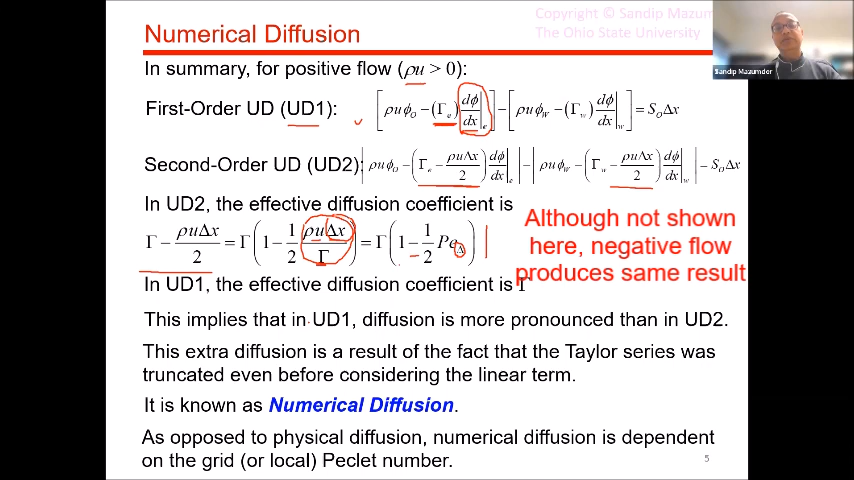 Copyright © Sandip Mazum
The Ohio State University
Numerical Diffusion
Sandip Mazumder
In summary, for positive flow (ρu > 0):
First-Order UD (UD1): [ρuϕ_O − (Γ_e) dϕ/dx|_e] − [ρuϕ_W − (Γ_w) dϕ/dx|_w] = S_O Δx
Second-Order UD (UD2): |ρuϕ_O − (Γ_e − ρuΔx/2) dϕ/dx|_e| − |ρuϕ_W − (Γ_w − ρuΔx/2) dϕ/dx|_w| − S_O Δx
In UD2, the effective diffusion coefficient is
Γ − ρuΔx/2 = Γ(1 − 1/2 ρuΔx/Γ) = Γ(1 − 1/2 Pe_Δ)
Although not shown
here, negative flow
produces same result
In UD1, the effective diffusion coefficient is Γ
This implies that in UD1, diffusion is more pronounced than in UD2.
This extra diffusion is a result of the fact that the Taylor series was
truncated even before considering the linear term.
It is known as Numerical Diffusion.
As opposed to physical diffusion, numerical diffusion is dependent
on the grid (or local) Peclet number.
5